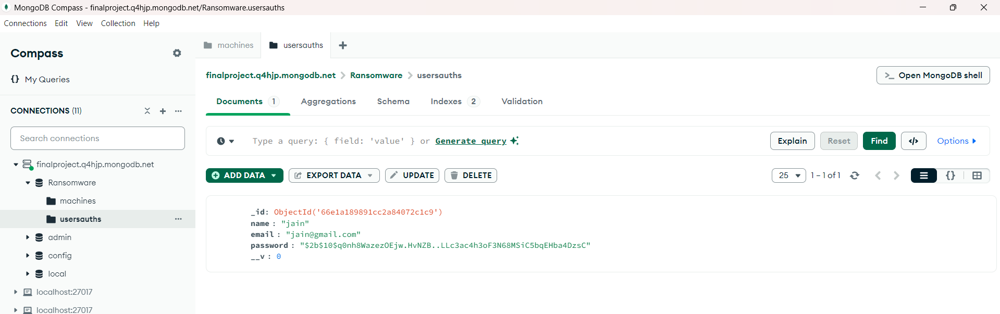 MongoDB Compass - finalproject.q4hjp.mongodb.net/Ransomware.usersauths
Connections Edit View Collection Help
Compass
{} My Queries
CONNECTIONS (11)
Search connections
finalproject.q4hjp.mongodb.net
Ransomware
machines
usersauths
admin
config
local
localhost:27017
localhost:27017
machines usersauths
finalproject.q4hjp.mongodb.net > Ransomware > usersauths
>_ Open MongoDB shell
Documents 1 Aggregations Schema Indexes 2 Validation
Type a query: { field: 'value' } or Generate query
Explain Reset Find </> Options
ADD DATA EXPORT DATA UPDATE DELETE
25 1 – 1 of 1 {}
_id: ObjectId('66e1a189891cc2a84072c1c9')
name : "jain"
email : "jain@gmail.com"
password : "$2b$10$q0nh8WazezOEjw.HvNZB..LLc3ac4h3oF3N68MSiC5bqEHba4DzsC"
__v : 0